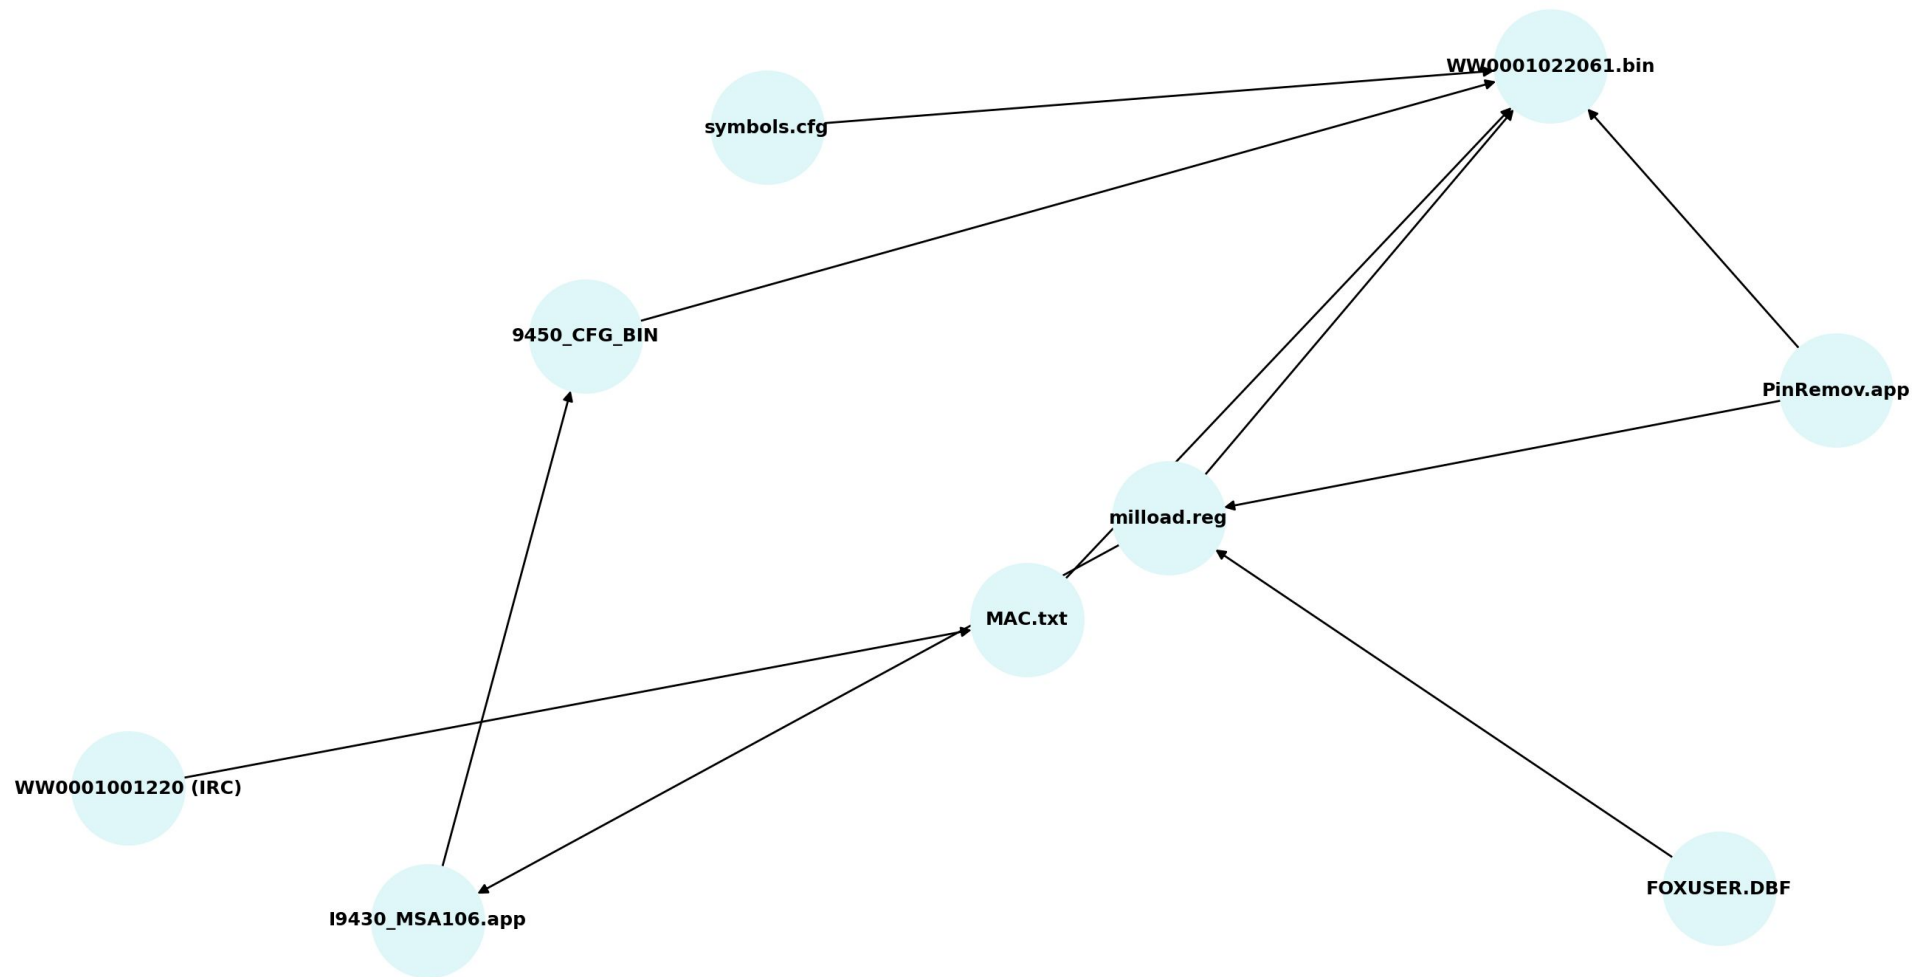 WW0001022061.bin
symbols.cfg
9450_CFG_BIN
PinRemov.app
milload.reg
MAC.txt
WW0001001220 (IRC)
FOXUSER.DBF
I9430_MSA106.app